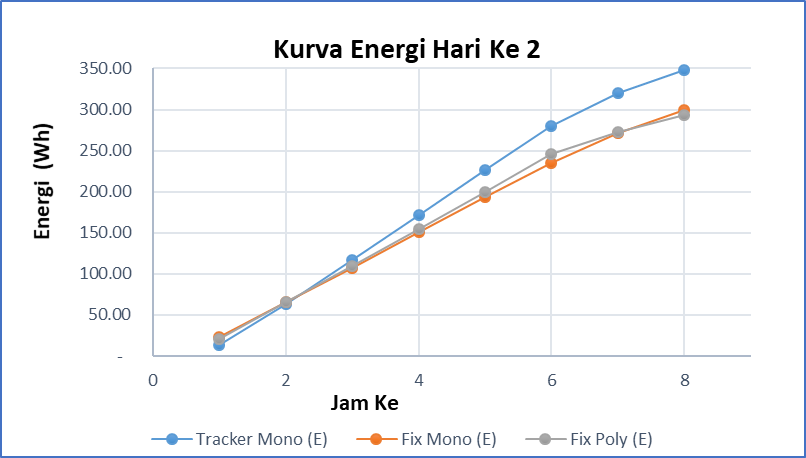 Kurva Energi Hari Ke 2
350.00
300.00
250.00
200.00
150.00
100.00
50.00
-
Energi (Wh)
0 2 4 6 8
Jam Ke
Tracker Mono (E) Fix Mono (E) Fix Poly (E)